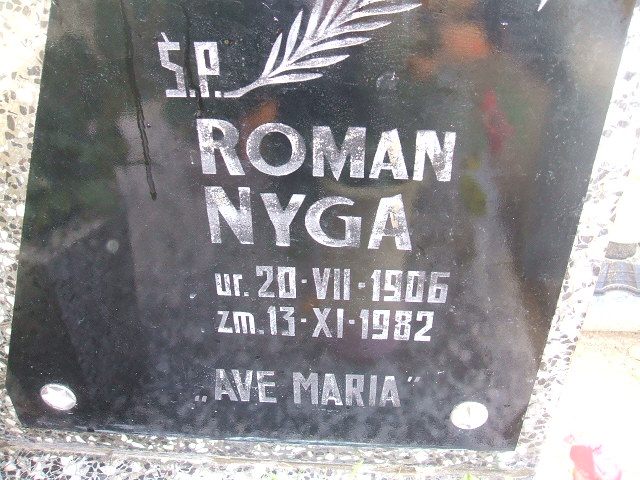 Ś.P.
ROMAN
NYGA
ur. 20-VII-1906
zm. 13-XI-1982
„AVE MARIA”